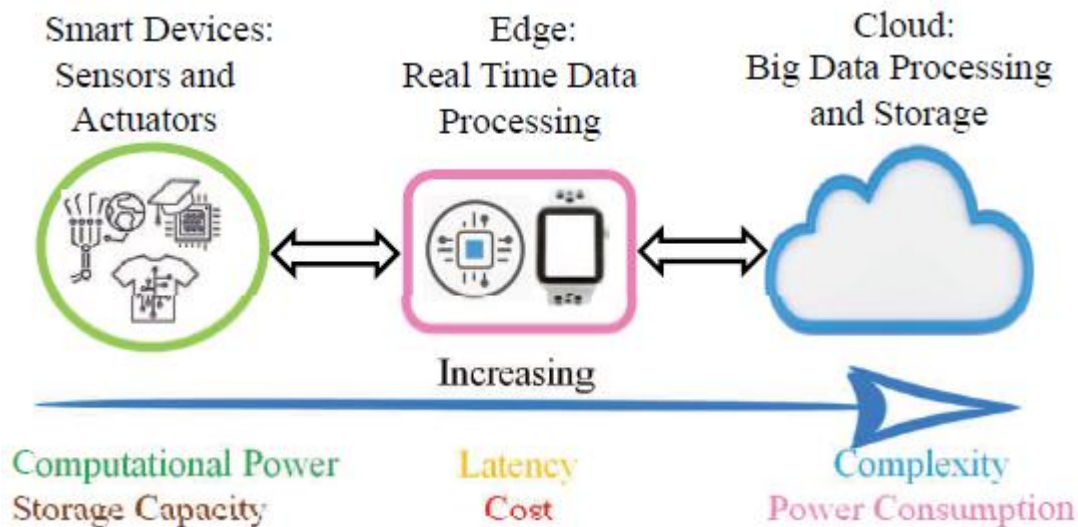 Smart Devices:
Sensors and
Actuators
Edge:
Real Time Data
Processing
Cloud:
Big Data Processing
and Storage
Increasing
Computational Power
Latency
Complexity
Storage Capacity
Cost
Power Consumption